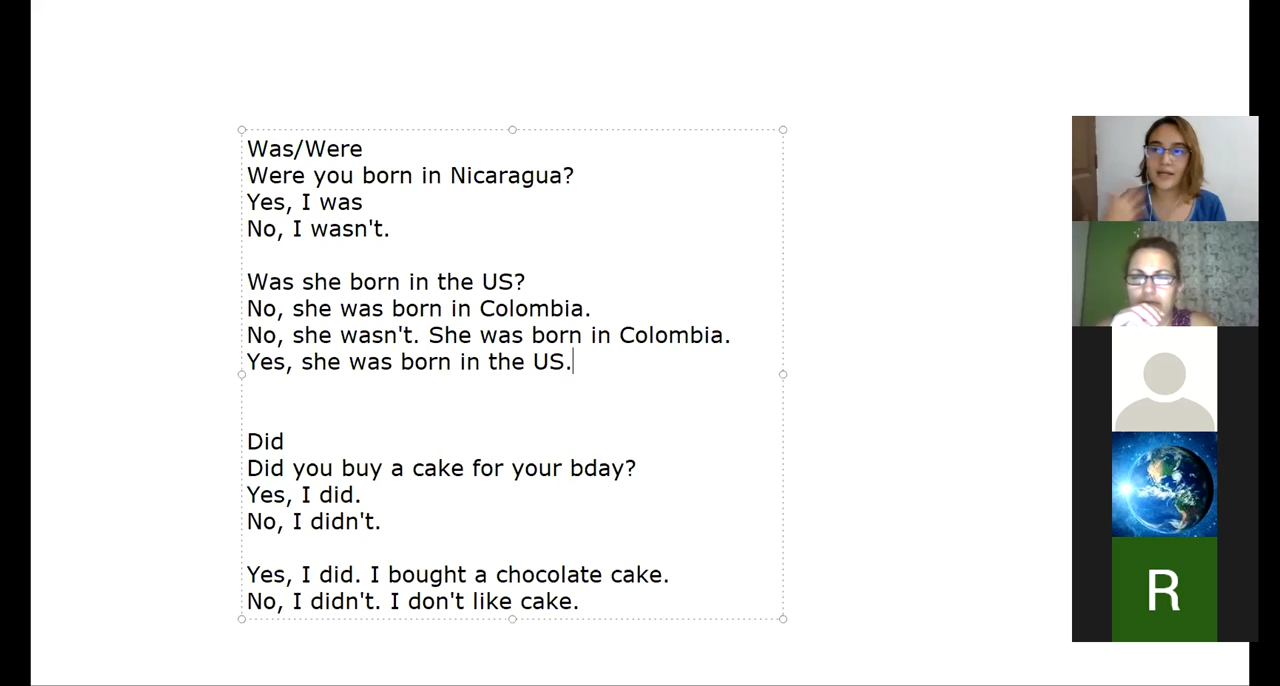 Was/Were
Were you born in Nicaragua?
Yes, I was
No, I wasn't.
Was she born in the US?
No, she was born in Colombia.
No, she wasn't. She was born in Colombia.
Yes, she was born in the US.
Did
Did you buy a cake for your bday?
Yes, I did.
No, I didn't.
Yes, I did. I bought a chocolate cake.
No, I didn't. I don't like cake.
R